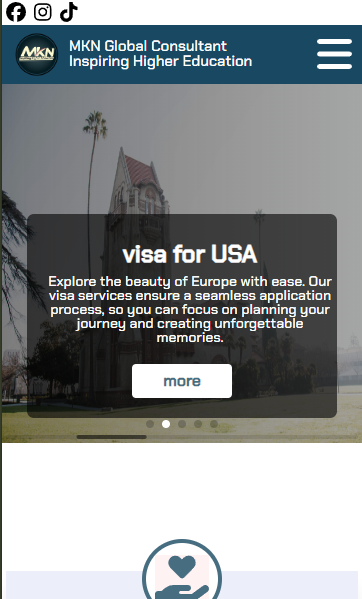 MKN
MKN Global Consultant
Inspiring Higher Education
visa for USA
Explore the beauty of Europe with ease. Our
visa services ensure a seamless application
process, so you can focus on planning your
journey and creating unforgettable
memories.
more